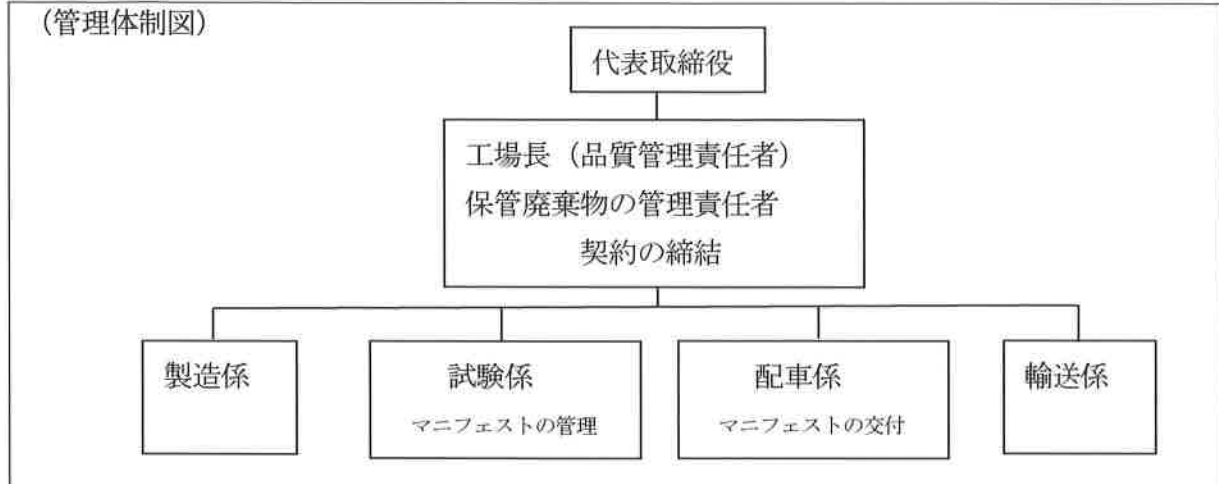 （管理体制図）
代表取締役
工場長（品質管理責任者）
保管廃棄物の管理責任者
契約の締結
製造係
試験係
マニフェストの管理
配車係
マニフェストの交付
輸送係